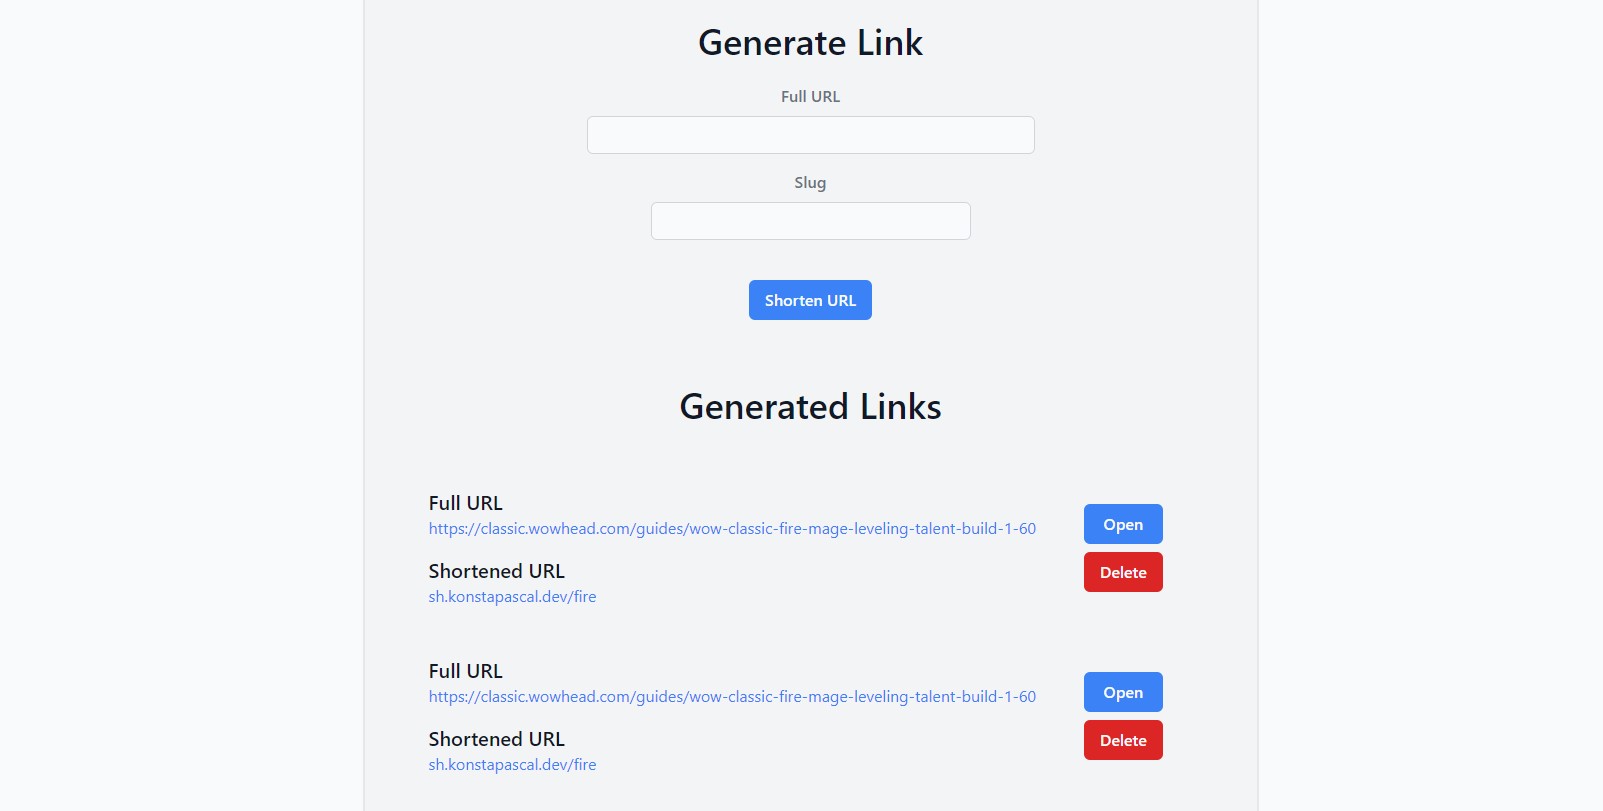 Generate Link
Full URL
Slug
Shorten URL
Generated Links
Full URL
https://classic.wowhead.com/guides/wow-classic-fire-mage-leveling-talent-build-1-60
Open
Shortened URL
sh.konstapascal.dev/fire
Delete
Full URL
https://classic.wowhead.com/guides/wow-classic-fire-mage-leveling-talent-build-1-60
Open
Shortened URL
sh.konstapascal.dev/fire
Delete